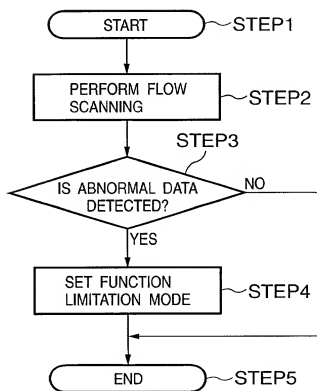 START
STEP1
PERFORM FLOW
SCANNING
STEP2
STEP3
IS ABNORMAL DATA
DETECTED?
NO
YES
SET FUNCTION
LIMITATION MODE
STEP4
END
STEP5